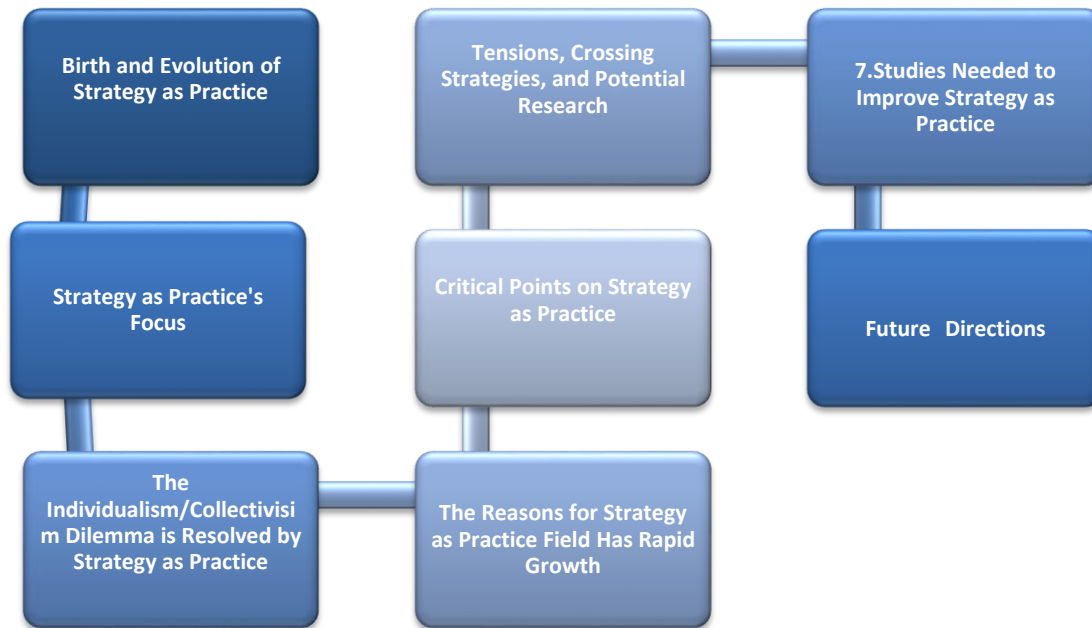 Birth and Evolution of
Strategy as Practice
Strategy as Practice's
Focus
The
Individualism/Collectivisi
m Dilemma is Resolved by
Strategy as Practice
The Reasons for Strategy
as Practice Field Has Rapid
Growth
Critical Points on Strategy
as Practice
Tensions, Crossing
Strategies, and Potential
Research
7.Studies Needed to
Improve Strategy as
Practice
Future Directions